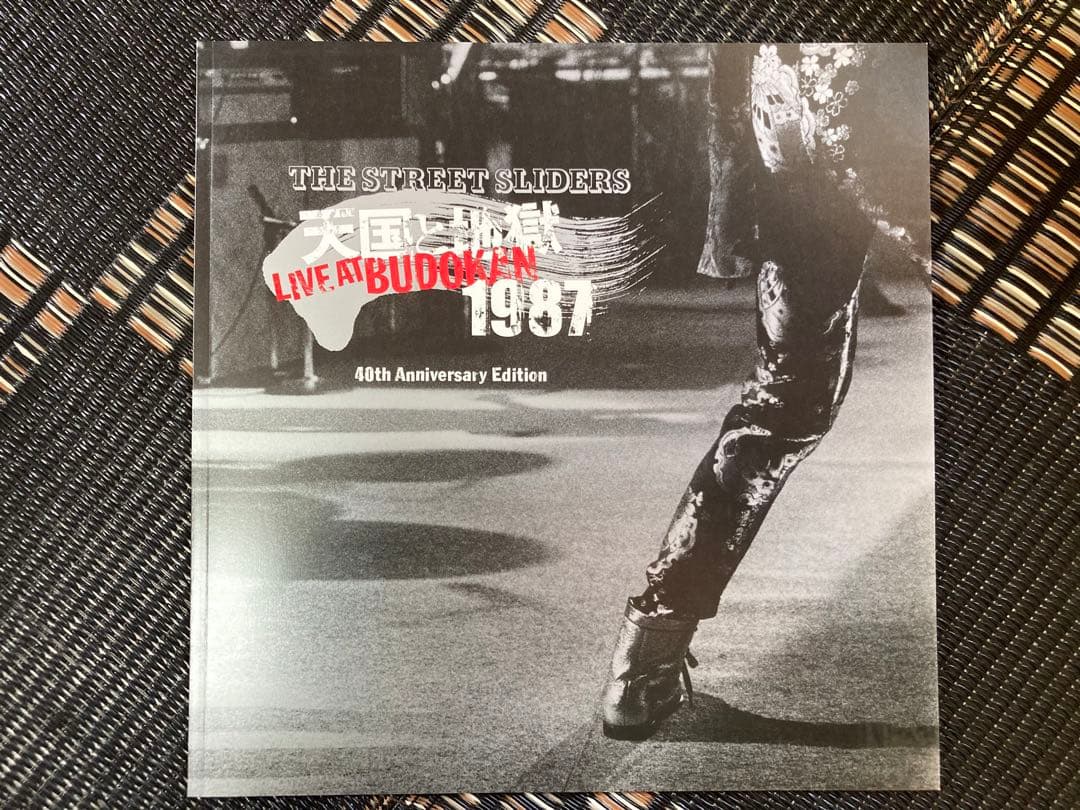 THE STREET SLIDERS
天国と地獄
LIVE AT BUDOKAN
1987
40th Anniversary Edition